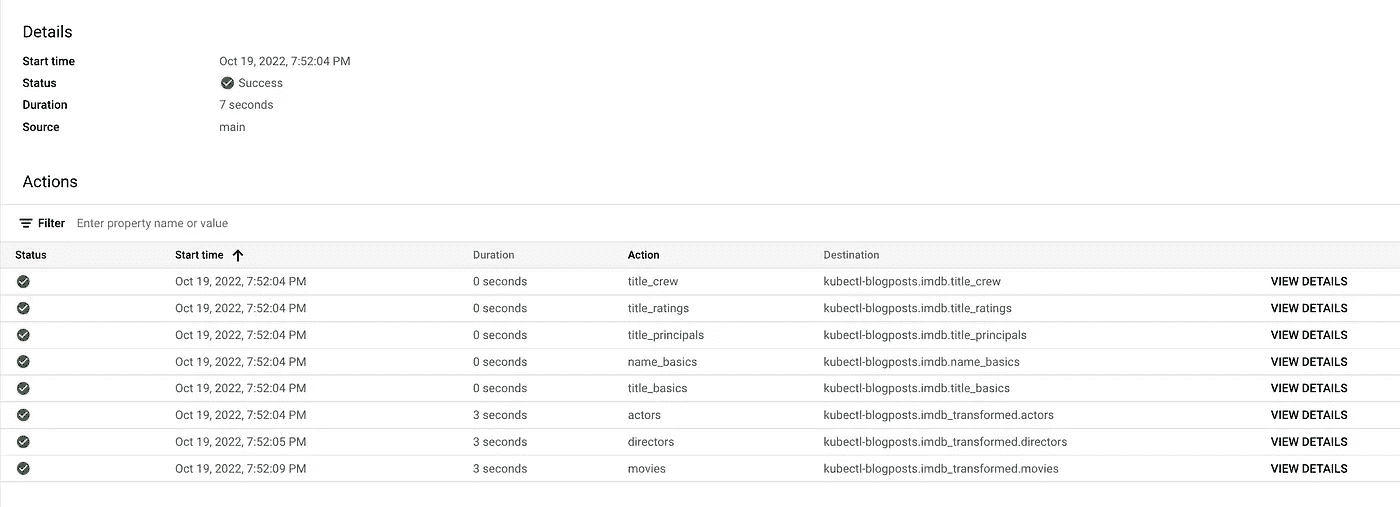 Details
Start time Oct 19, 2022, 7:52:04 PM
Status Success
Duration 7 seconds
Source main
Actions
Filter Enter property name or value
Status Start time Duration Action Destination
Oct 19, 2022, 7:52:04 PM 0 seconds title_crew kubectl-blogposts.imdb.title_crew VIEW DETAILS
Oct 19, 2022, 7:52:04 PM 0 seconds title_ratings kubectl-blogposts.imdb.title_ratings VIEW DETAILS
Oct 19, 2022, 7:52:04 PM 0 seconds title_principals kubectl-blogposts.imdb.title_principals VIEW DETAILS
Oct 19, 2022, 7:52:04 PM 0 seconds name_basics kubectl-blogposts.imdb.name_basics VIEW DETAILS
Oct 19, 2022, 7:52:04 PM 0 seconds title_basics kubectl-blogposts.imdb.title_basics VIEW DETAILS
Oct 19, 2022, 7:52:04 PM 3 seconds actors kubectl-blogposts.imdb_transformed.actors VIEW DETAILS
Oct 19, 2022, 7:52:05 PM 3 seconds directors kubectl-blogposts.imdb_transformed.directors VIEW DETAILS
Oct 19, 2022, 7:52:09 PM 3 seconds movies kubectl-blogposts.imdb_transformed.movies VIEW DETAILS